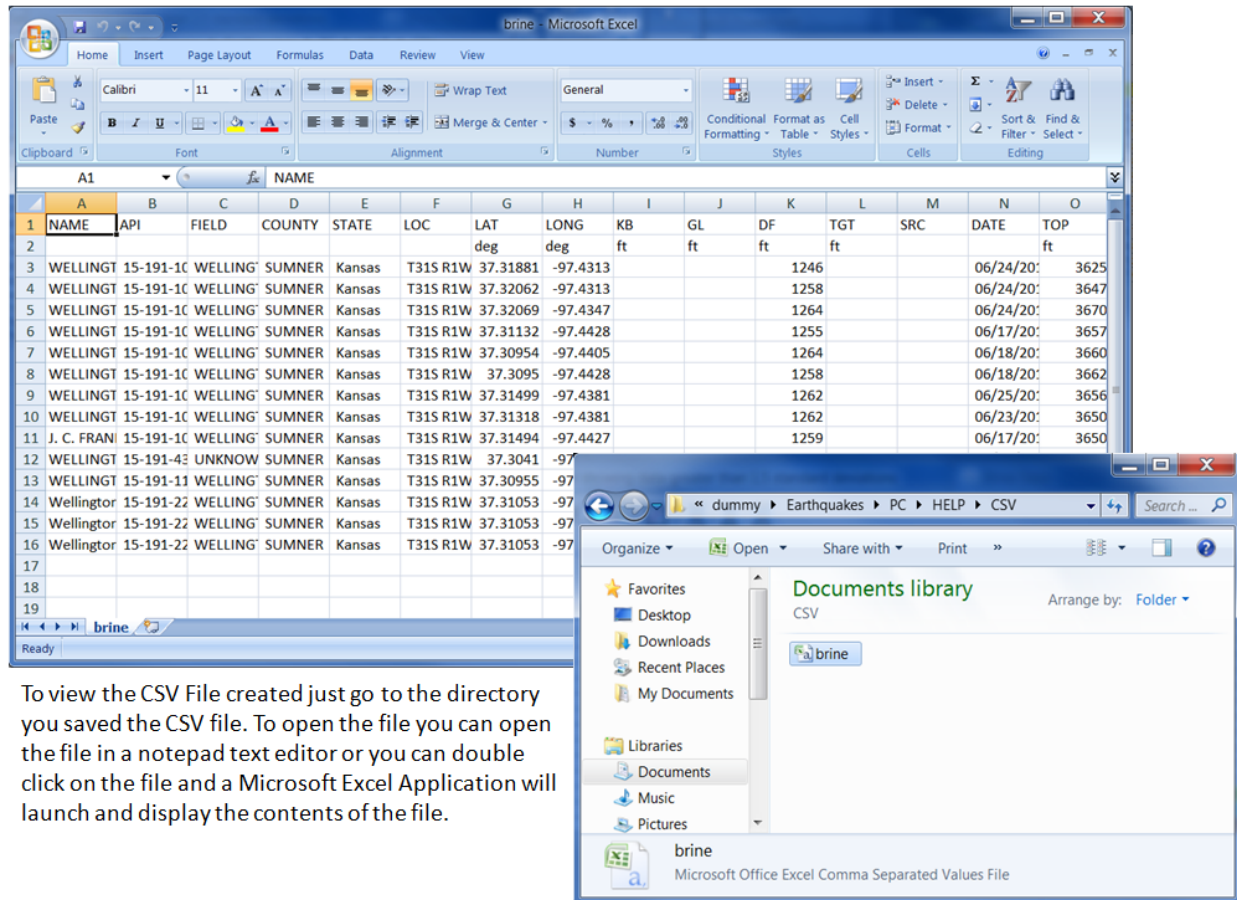 brine - Microsoft Excel
Home Insert Page Layout Formulas Data Review View
Paste
Calibri 11 A A
B I U A
Wrap Text
Merge & Center
General
$ % ,
Conditional Formatting
Format as Table
Cell Styles
Insert
Delete
Format
Σ
Sort & Filter
Find & Select
Clipboard Font Alignment Number Styles Cells Editing
A1 fx NAME
A B C D E F G H I J K L M N O
1 NAME API FIELD COUNTY STATE LOC LAT LONG KB GL DF TGT SRC DATE TOP
2 deg deg ft ft ft ft ft
3 WELLINGT 15-191-10 WELLING SUMNER Kansas T31S R1W 37.31881 -97.4313 1246 06/24/20 3625
4 WELLINGT 15-191-10 WELLING SUMNER Kansas T31S R1W 37.32062 -97.4313 1258 06/24/20 3647
5 WELLINGT 15-191-10 WELLING SUMNER Kansas T31S R1W 37.32069 -97.4347 1264 06/24/20 3670
6 WELLINGT 15-191-10 WELLING SUMNER Kansas T31S R1W 37.31132 -97.4428 1255 06/17/20 3657
7 WELLINGT 15-191-10 WELLING SUMNER Kansas T31S R1W 37.30954 -97.4405 1264 06/18/20 3660
8 WELLINGT 15-191-10 WELLING SUMNER Kansas T31S R1W 37.3095 -97.4428 1258 06/18/20 3662
9 WELLINGT 15-191-10 WELLING SUMNER Kansas T31S R1W 37.31499 -97.4381 1262 06/25/20 3656
10 WELLINGT 15-191-10 WELLING SUMNER Kansas T31S R1W 37.31318 -97.4381 1262 06/23/20 3650
11 J. C. FRAN 15-191-10 WELLING SUMNER Kansas T31S R1W 37.31494 -97.4427 1259 06/17/20 3650
12 WELLINGT 15-191-43 UNKNOW SUMNER Kansas T31S R1W 37.3041 -97
13 WELLINGT 15-191-11 WELLING SUMNER Kansas T31S R1W 37.30955 -97
14 Wellington 15-191-22 WELLING SUMNER Kansas T31S R1W 37.31053 -97
15 Wellington 15-191-22 WELLING SUMNER Kansas T31S R1W 37.31053 -97
16 Wellington 15-191-22 WELLING SUMNER Kansas T31S R1W 37.31053 -97
17
18
19
brine
Ready
« dummy Earthquakes PC HELP CSV Search ...
Organize Open Share with Print »
Favorites
Desktop
Downloads
Recent Places
My Documents
Libraries
Documents
Music
Pictures
Documents library
CSV
Arrange by: Folder
brine
brine
Microsoft Office Excel Comma Separated Values File
To view the CSV File created just go to the directory
you saved the CSV file. To open the file you can open
the file in a notepad text editor or you can double
click on the file and a Microsoft Excel Application will
launch and display the contents of the file.